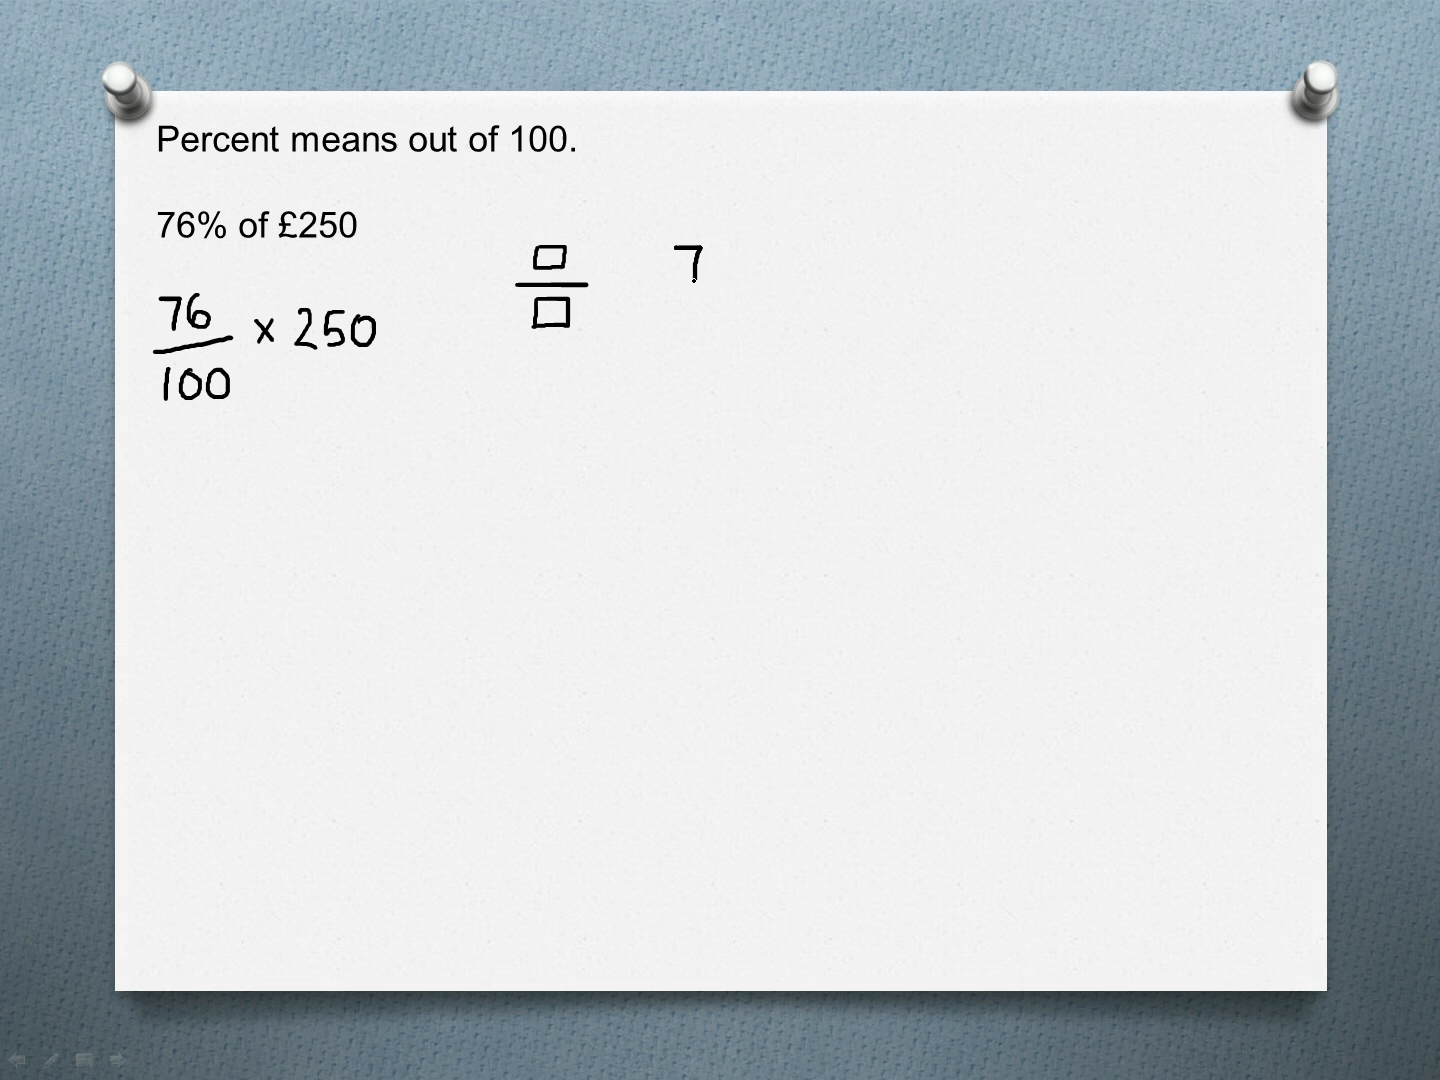 Percent means out of 100.
76% of £250
76/100 × 250
□/□
7